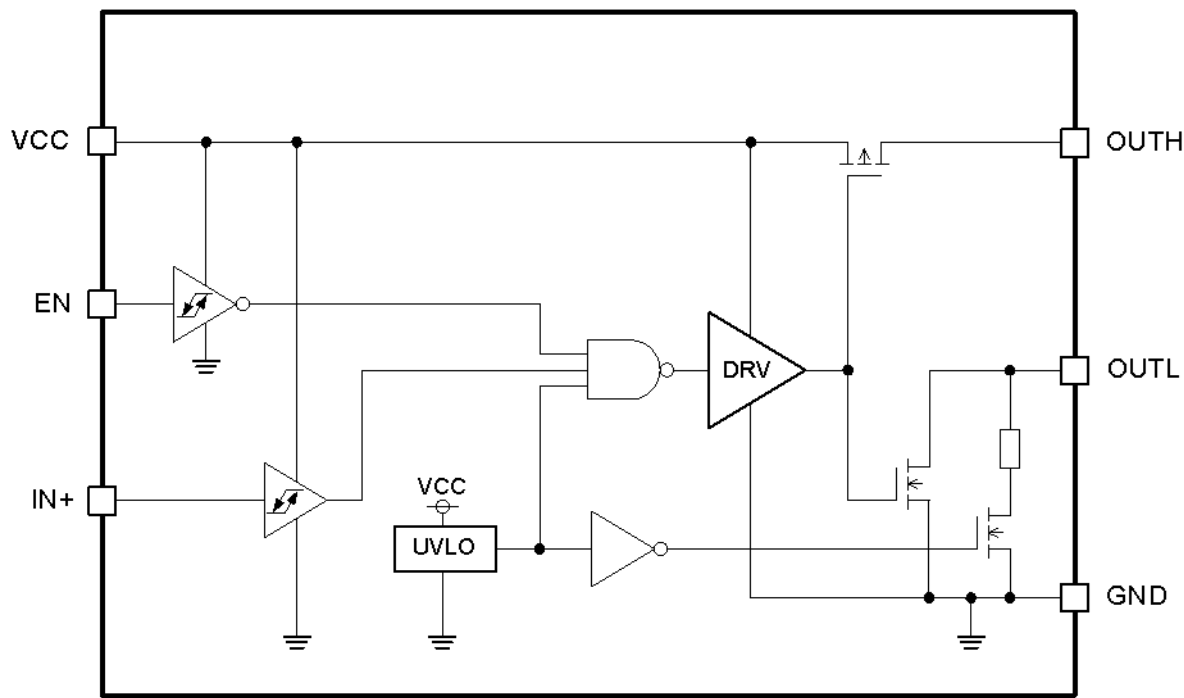 VCC
OUTH
EN
DRV
OUTL
IN+
VCC
UVLO
GND